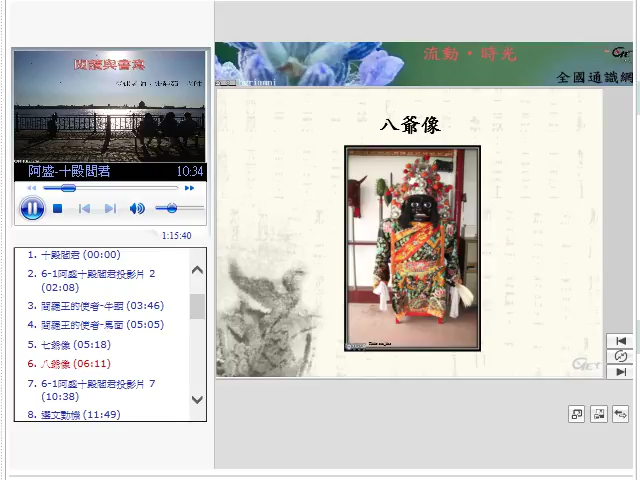 閱讀與書寫
流動・時光
全國通識網
八爺像
阿盛-十殿閻君 10:34
1:15:40
1. 十殿閻君 (00:00)
2. 6-1阿盛十殿閻君投影片 2
(02:08)
3. 閻羅王的使者-牛頭 (03:46)
4. 閻羅王的使者-馬面 (05:05)
5. 七爺像 (05:18)
6. 八爺像 (06:11)
7. 6-1阿盛十殿閻君投影片 7
(10:38)
8. 選文動機 (11:49)
GET